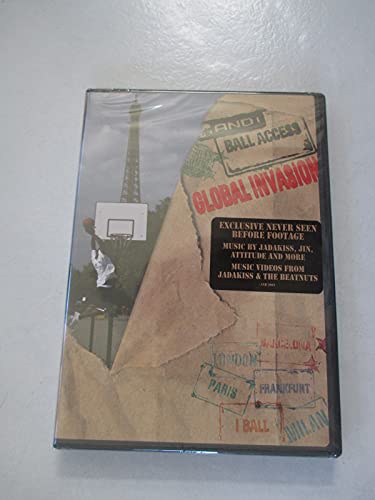 AND1
BALL ACCESS
GLOBAL INVASION
EXCLUSIVE NEVER SEEN
BEFORE FOOTAGE
MUSIC BY JADAKISS, JIN,
ATTITUDE AND MORE
MUSIC VIDEOS FROM
JADAKISS & THE BEATNUTS
BARCELONA
LONDON
PARIS
FRANKFURT
I BALL
MILAN